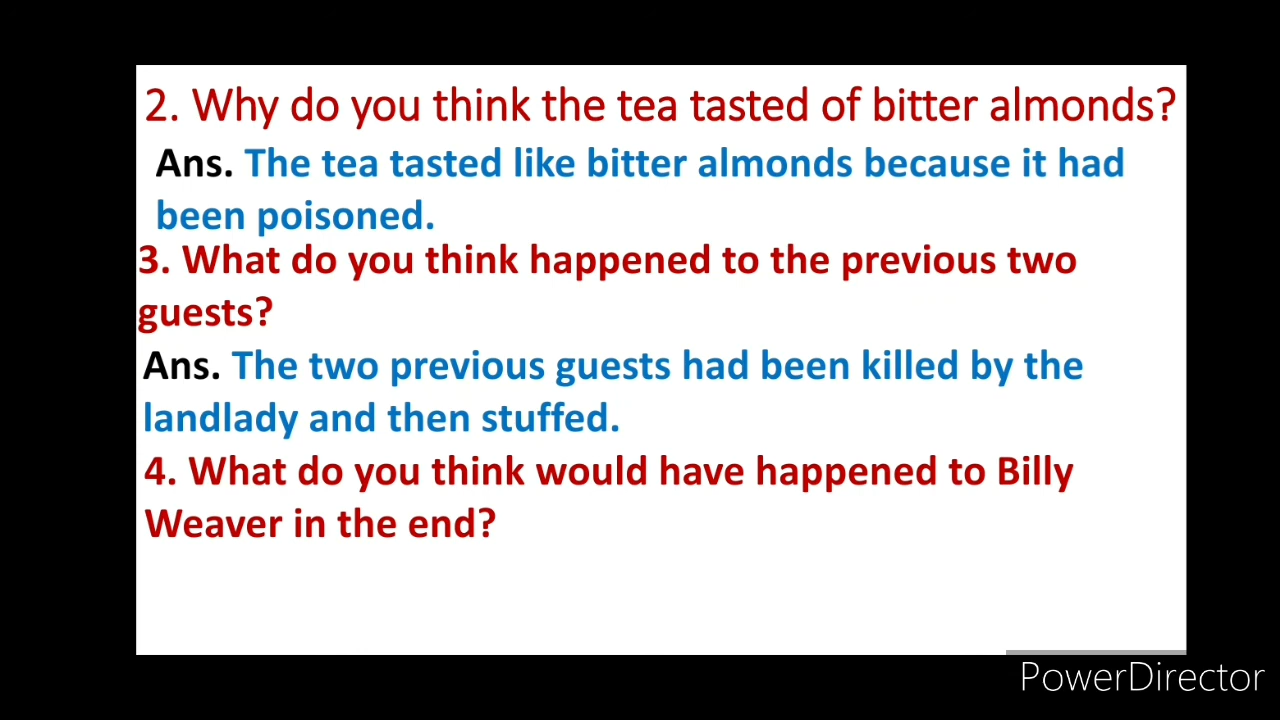 2. Why do you think the tea tasted of bitter almonds?
Ans. The tea tasted like bitter almonds because it had
been poisoned.
3. What do you think happened to the previous two
guests?
Ans. The two previous guests had been killed by the
landlady and then stuffed.
4. What do you think would have happened to Billy
Weaver in the end?
PowerDirector